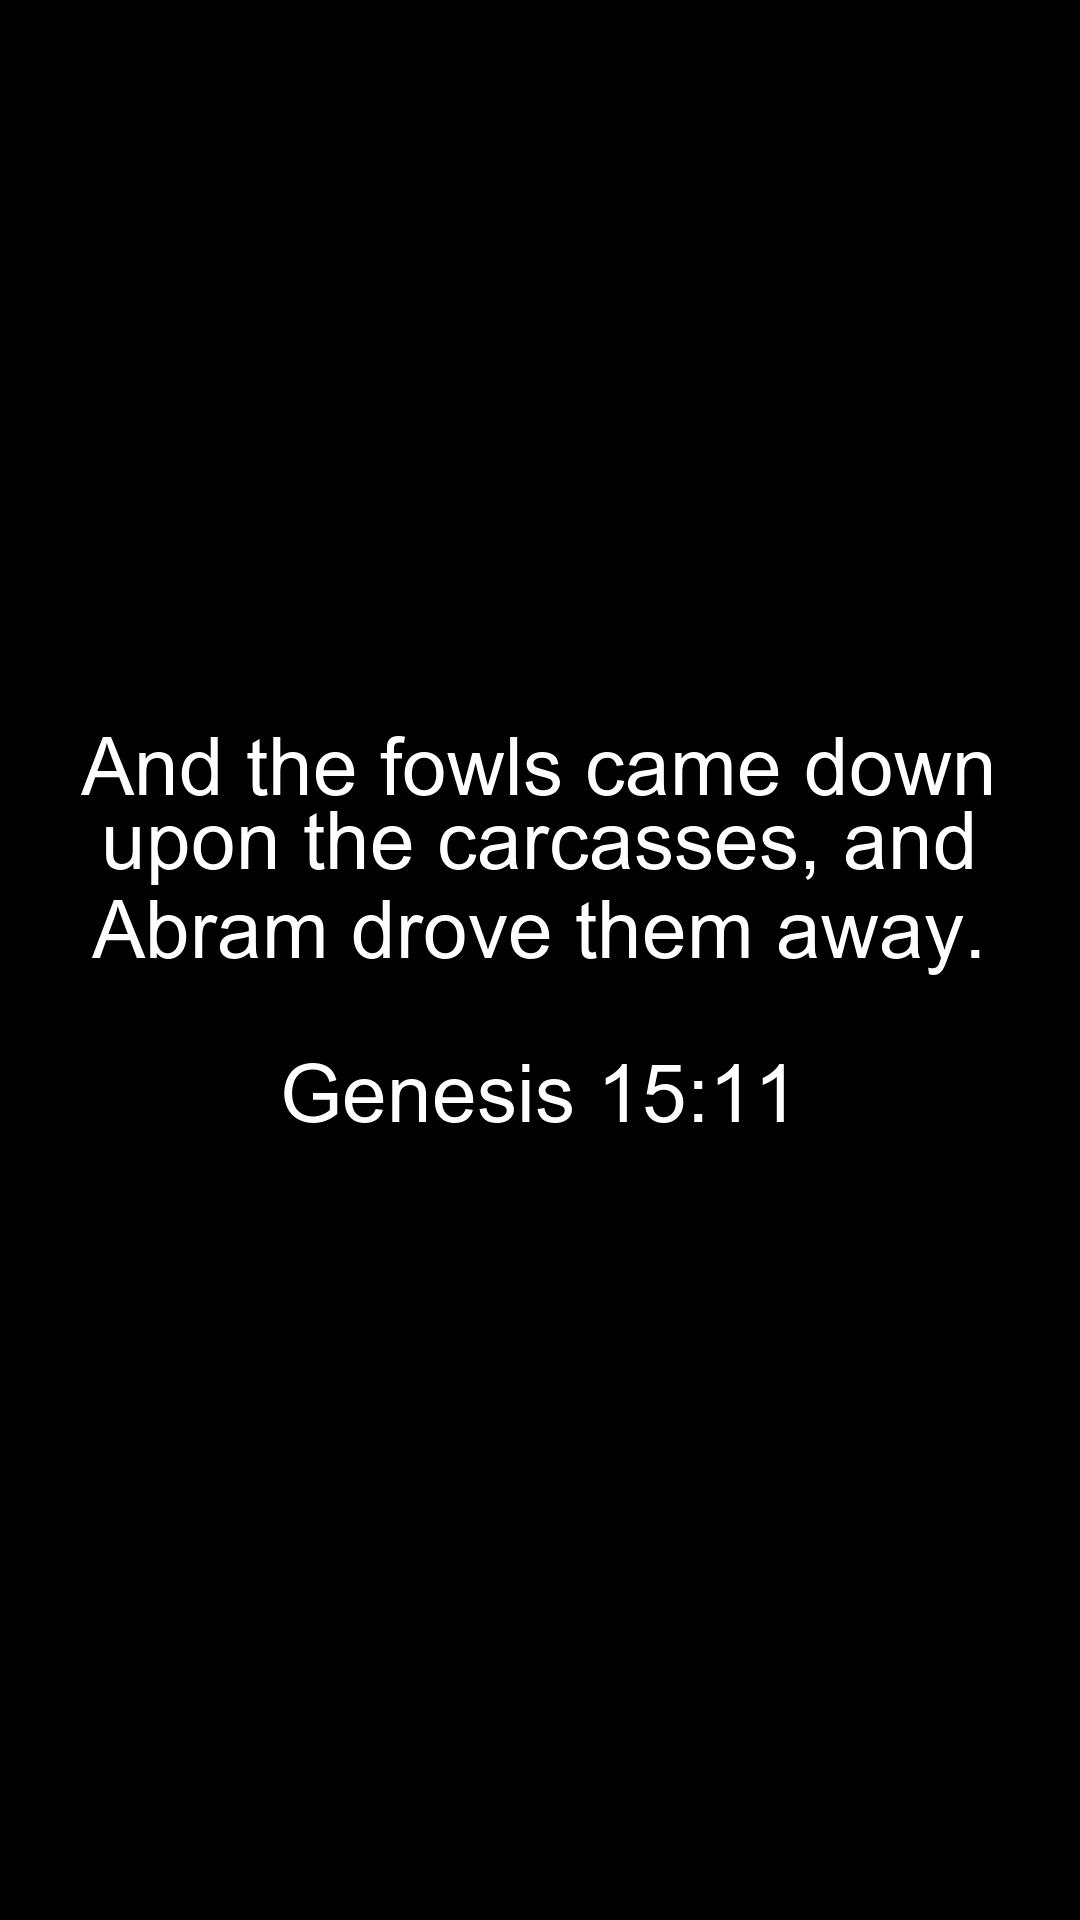 And the fowls came down
upon the carcasses, and
Abram drove them away.
Genesis 15:11